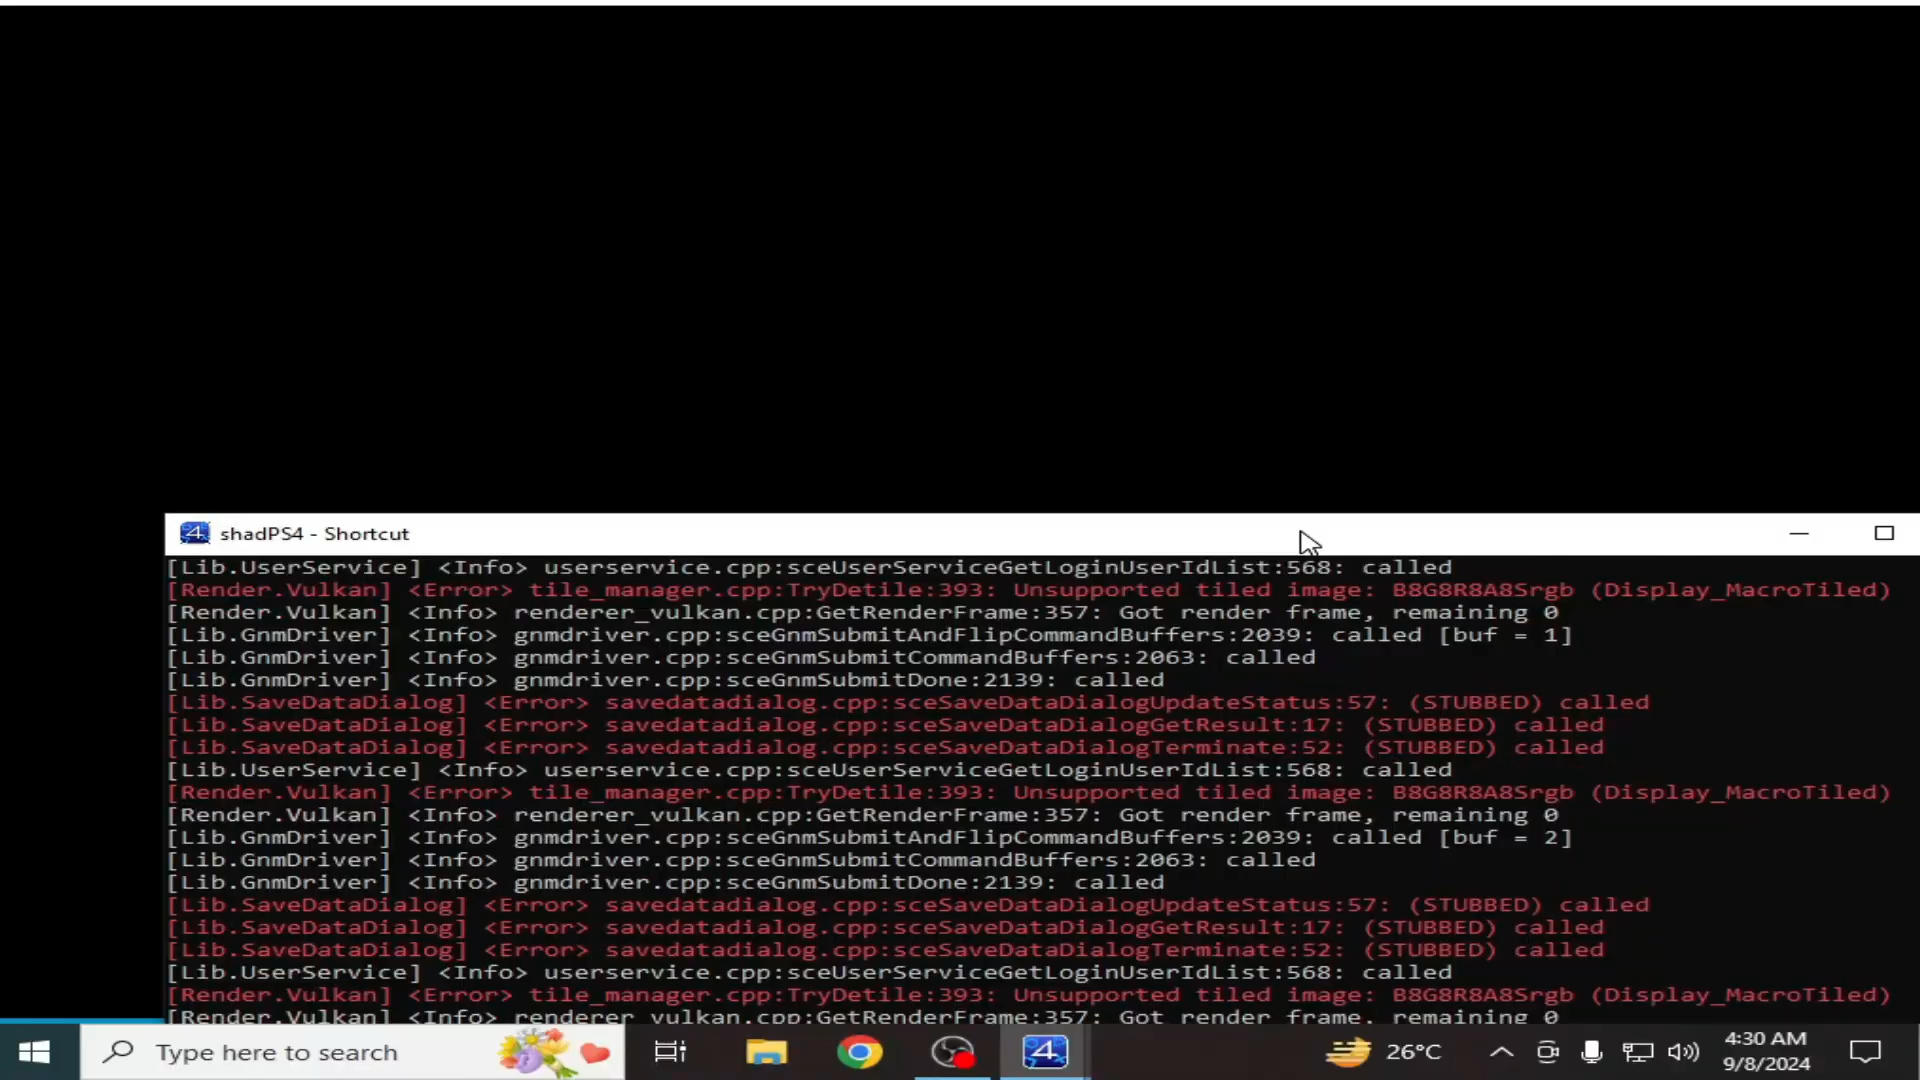 shadPS4 - Shortcut
[Lib.UserService] <Info> userservice.cpp:sceUserServiceGetLoginUserIdList:568: called
[Render.Vulkan] <Error> tile_manager.cpp:TryDetile:393: Unsupported tiled image: B8G8R8A8Srgb (Display_MacroTiled)
[Render.Vulkan] <Info> renderer_vulkan.cpp:GetRenderFrame:357: Got render frame, remaining 0
[Lib.GnmDriver] <Info> gnmdriver.cpp:sceGnmSubmitAndFlipCommandBuffers:2039: called [buf = 1]
[Lib.GnmDriver] <Info> gnmdriver.cpp:sceGnmSubmitCommandBuffers:2063: called
[Lib.GnmDriver] <Info> gnmdriver.cpp:sceGnmSubmitDone:2139: called
[Lib.SaveDataDialog] <Error> savedatadialog.cpp:sceSaveDataDialogUpdateStatus:57: (STUBBED) called
[Lib.SaveDataDialog] <Error> savedatadialog.cpp:sceSaveDataDialogGetResult:17: (STUBBED) called
[Lib.SaveDataDialog] <Error> savedatadialog.cpp:sceSaveDataDialogTerminate:52: (STUBBED) called
[Lib.UserService] <Info> userservice.cpp:sceUserServiceGetLoginUserIdList:568: called
[Render.Vulkan] <Error> tile_manager.cpp:TryDetile:393: Unsupported tiled image: B8G8R8A8Srgb (Display_MacroTiled)
[Render.Vulkan] <Info> renderer_vulkan.cpp:GetRenderFrame:357: Got render frame, remaining 0
[Lib.GnmDriver] <Info> gnmdriver.cpp:sceGnmSubmitAndFlipCommandBuffers:2039: called [buf = 2]
[Lib.GnmDriver] <Info> gnmdriver.cpp:sceGnmSubmitCommandBuffers:2063: called
[Lib.GnmDriver] <Info> gnmdriver.cpp:sceGnmSubmitDone:2139: called
[Lib.SaveDataDialog] <Error> savedatadialog.cpp:sceSaveDataDialogUpdateStatus:57: (STUBBED) called
[Lib.SaveDataDialog] <Error> savedatadialog.cpp:sceSaveDataDialogGetResult:17: (STUBBED) called
[Lib.SaveDataDialog] <Error> savedatadialog.cpp:sceSaveDataDialogTerminate:52: (STUBBED) called
[Lib.UserService] <Info> userservice.cpp:sceUserServiceGetLoginUserIdList:568: called
[Render.Vulkan] <Error> tile_manager.cpp:TryDetile:393: Unsupported tiled image: B8G8R8A8Srgb (Display_MacroTiled)
[Render.Vulkan] <Info> renderer_vulkan.cpp:GetRenderFrame:357: Got render frame, remaining 0
Type here to search
26°C
4:30 AM
9/8/2024